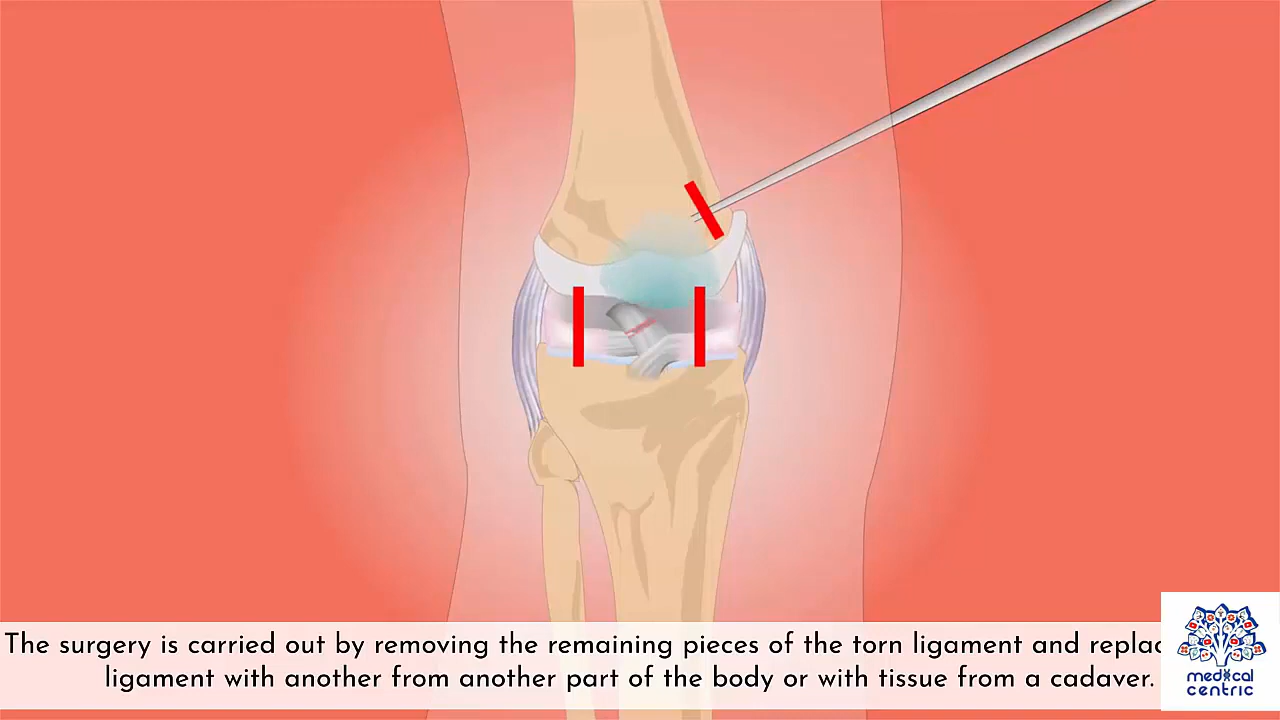 The surgery is carried out by removing the remaining pieces of the torn ligament and
ligament with another from another part of the body or with tissue from a cadaver.
medical
centric